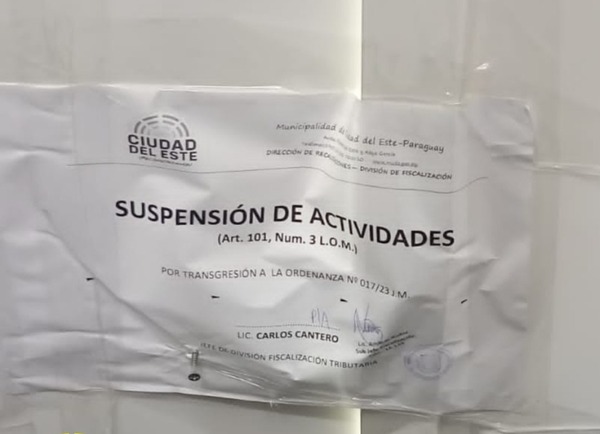 CIUDAD
DEL ESTE
Municipalidad de Ciudad del Este-Paraguay
DIRECCIÓN DE RECAUDACIONES – DIVISIÓN DE FISCALIZACIÓN
SUSPENSIÓN DE ACTIVIDADES
(Art. 101, Num. 3 L.O.M.)
POR TRANSGRESIÓN A LA ORDENANZA Nº 017/23 J.M.
P/A
LIC. CARLOS CANTERO
JEFE DE DIVISIÓN FISCALIZACIÓN TRIBUTARIA
Lic.